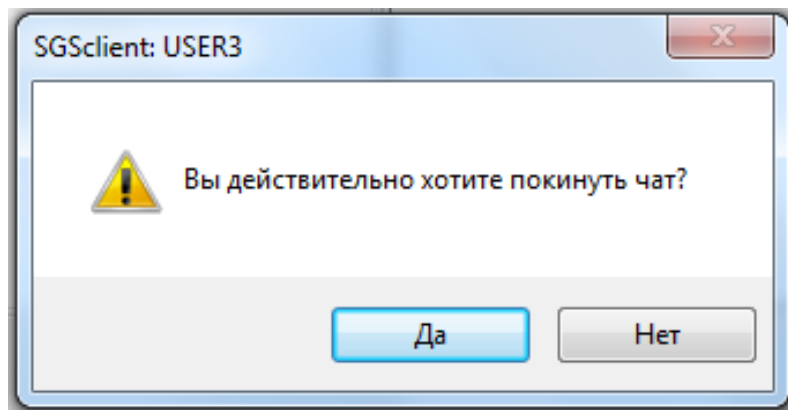 SGSclient: USER3
Вы действительно хотите покинуть чат?
Да
Нет